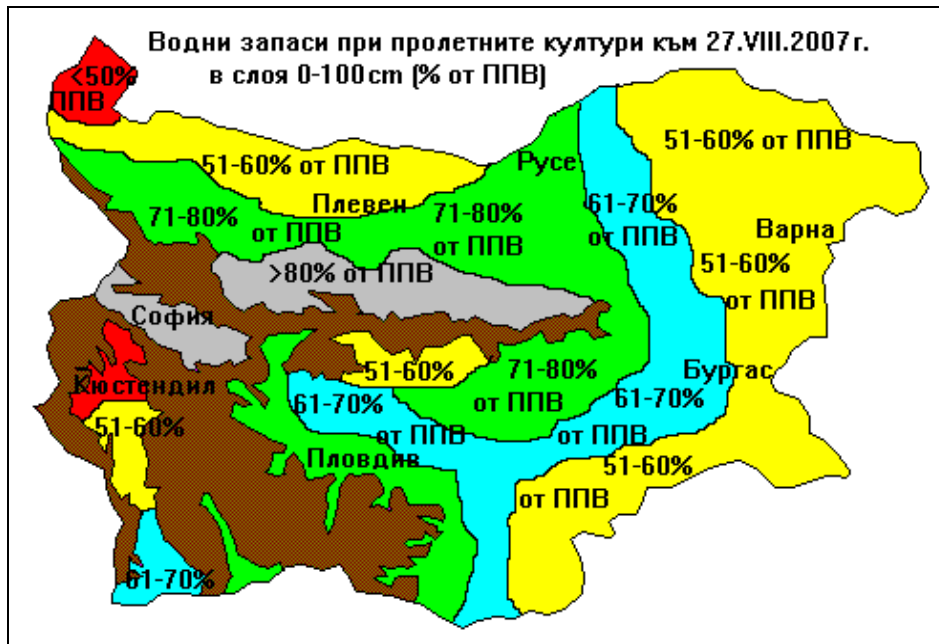 Водни запаси при пролетните култури към 27.VIII.2007г.
в слоя 0-100cm (% от ППВ)
<50%
ППВ
51-60% от ППВ
51-60% от ППВ
Русе
Плевен
71-80%
от ППВ
71-80%
от ППВ
61-70%
от ППВ
Варна
51-60%
от ППВ
>80% от ППВ
София
Кюстендил
51-60%
51-60%
71-80%
от ППВ
Бургас
61-70%
от ППВ
61-70%
от ППВ
Пловдив
51-60%
от ППВ
61-70%